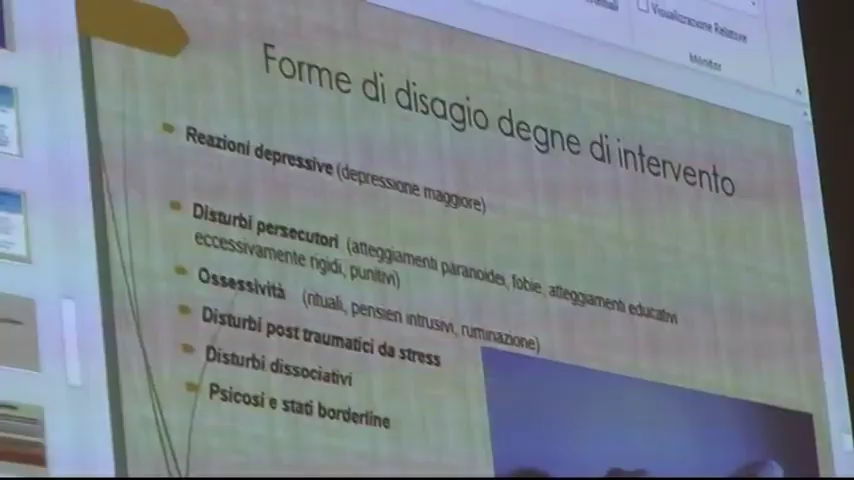 Visualizzazione Relatore
Monitor
Forme di disagio degne di intervento
Reazioni depressive (depressione maggiore)
Disturbi persecutori (atteggiamenti paranoidei, fobie, atteggiamenti educativi
eccessivamente rigidi, punitivi)
Ossessività (rituali, pensieri intrusivi, ruminazione)
Disturbi post traumatici da stress
Disturbi dissociativi
Psicosi e stati borderline